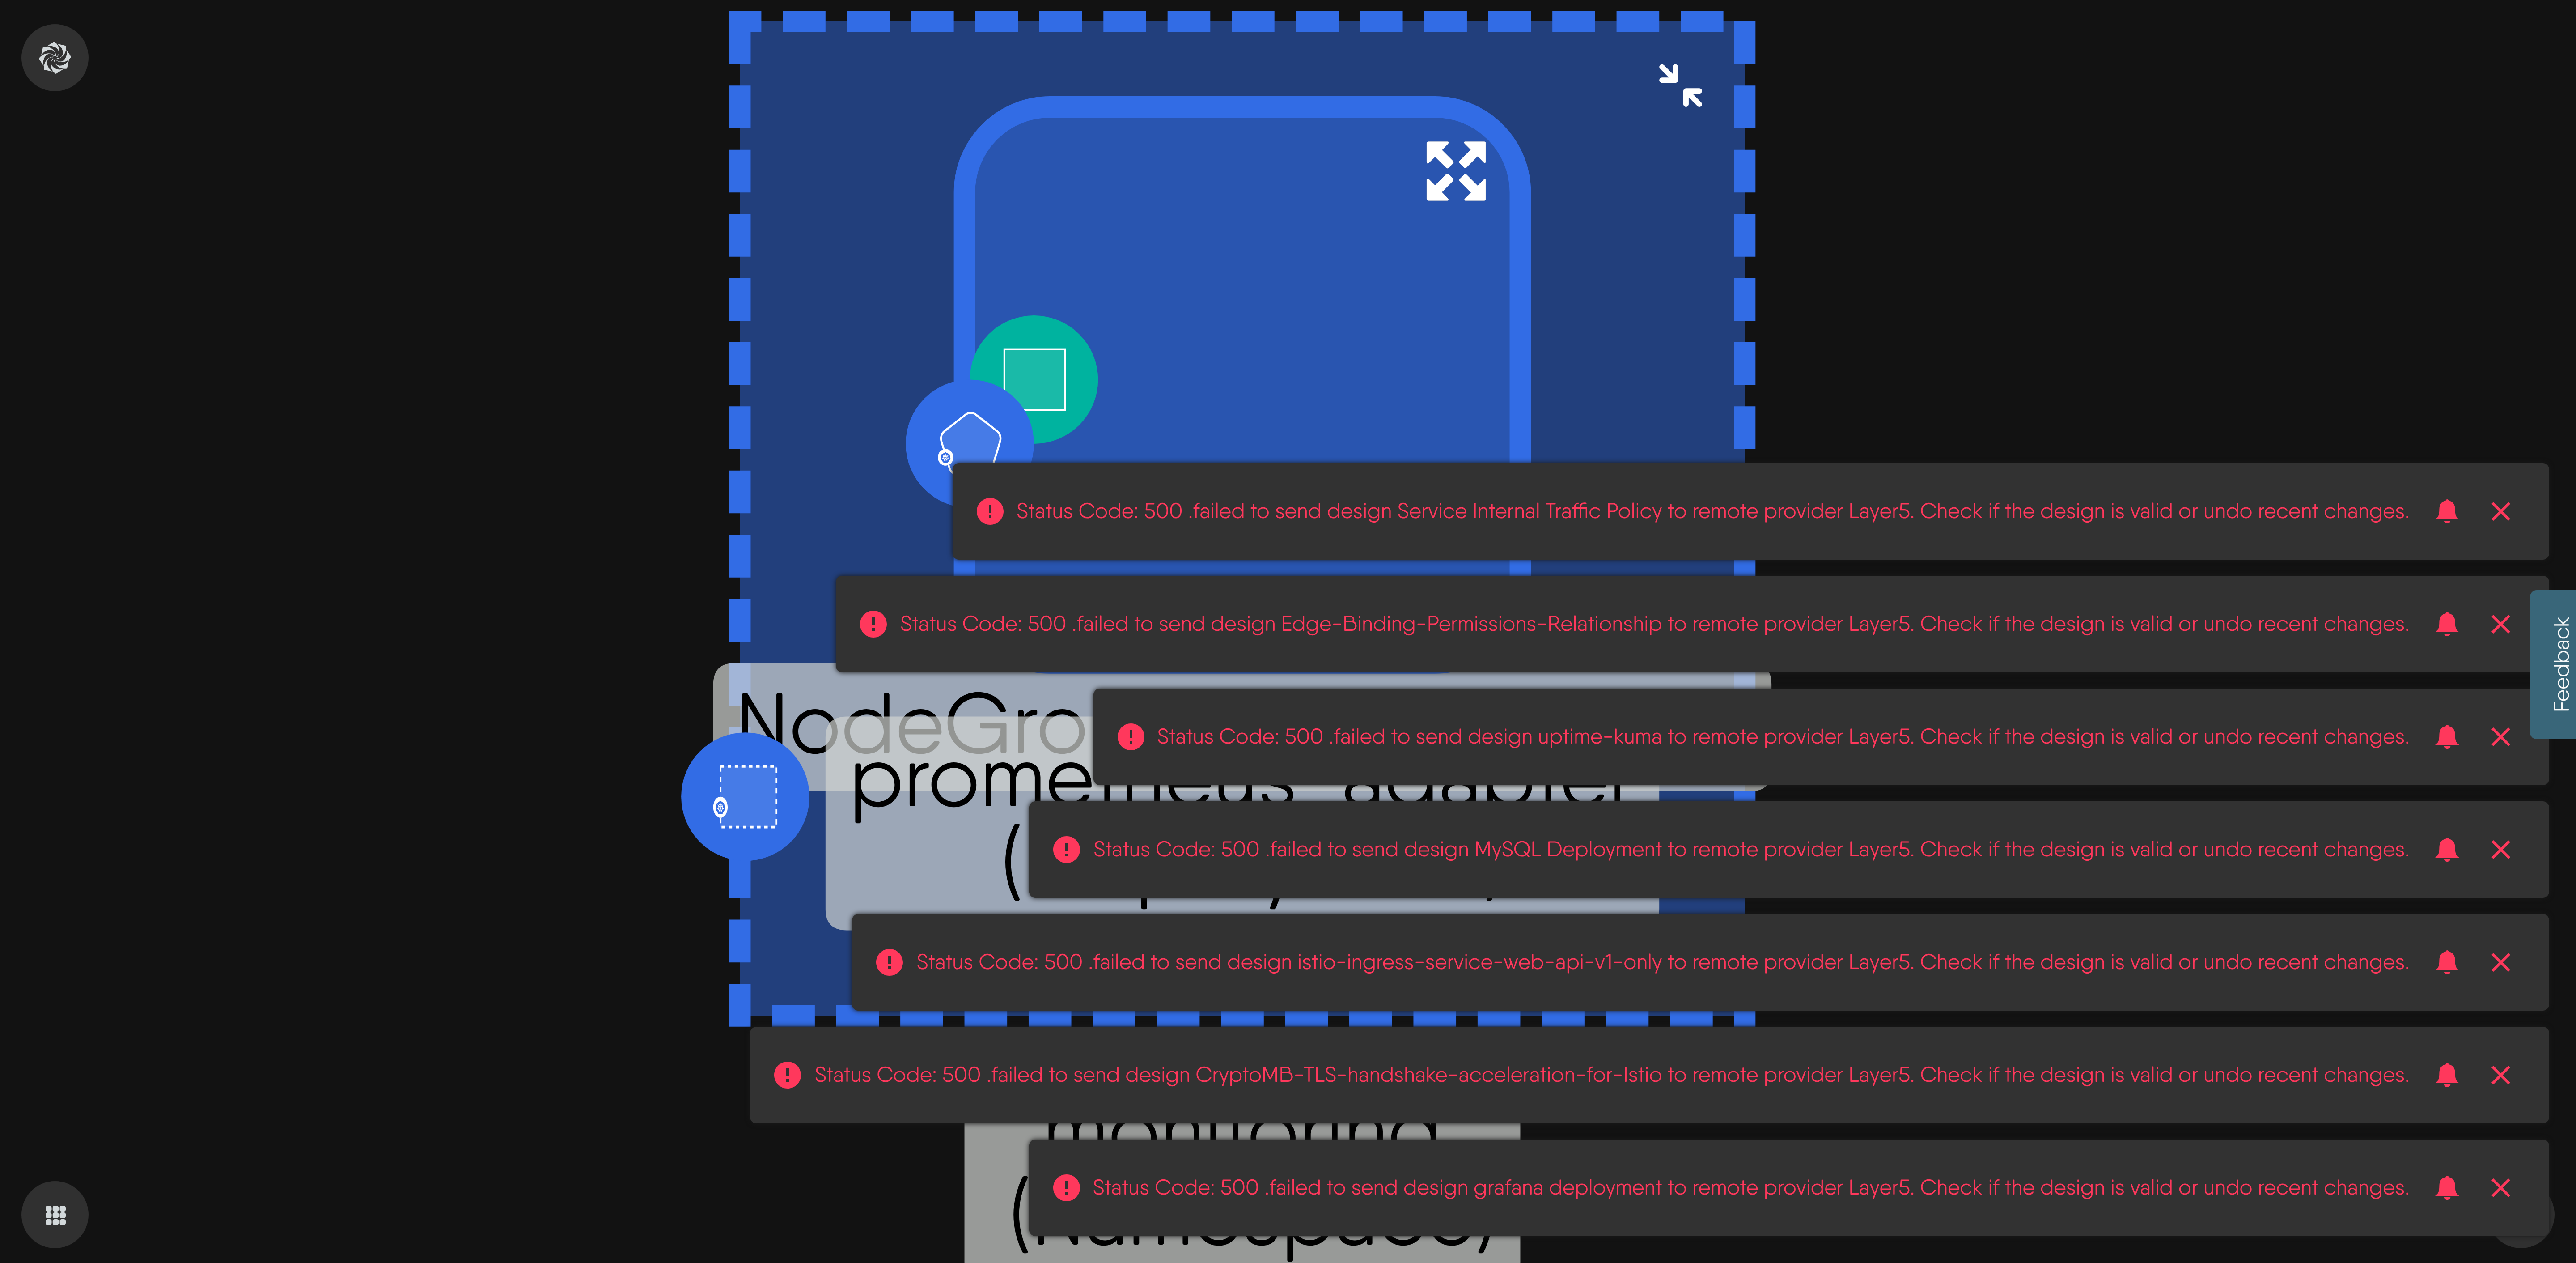 Status Code: 500 .failed to send design Service Internal Traffic Policy to remote provider Layer5. Check if the design is valid or undo recent changes.
Status Code: 500 .failed to send design Edge-Binding-Permissions-Relationship to remote provider Layer5. Check if the design is valid or undo recent changes.
Feedback
NodeGro
Status Code: 500 .failed to send design uptime-kuma to remote provider Layer5. Check if the design is valid or undo recent changes.
prometheus-adapter
(
Status Code: 500 .failed to send design MySQL Deployment to remote provider Layer5. Check if the design is valid or undo recent changes.
Status Code: 500 .failed to send design istio-ingress-service-web-api-v1-only to remote provider Layer5. Check if the design is valid or undo recent changes.
Status Code: 500 .failed to send design CryptoMB-TLS-handshake-acceleration-for-Istio to remote provider Layer5. Check if the design is valid or undo recent changes.
monitoring
Status Code: 500 .failed to send design grafana deployment to remote provider Layer5. Check if the design is valid or undo recent changes.
(Namespace)